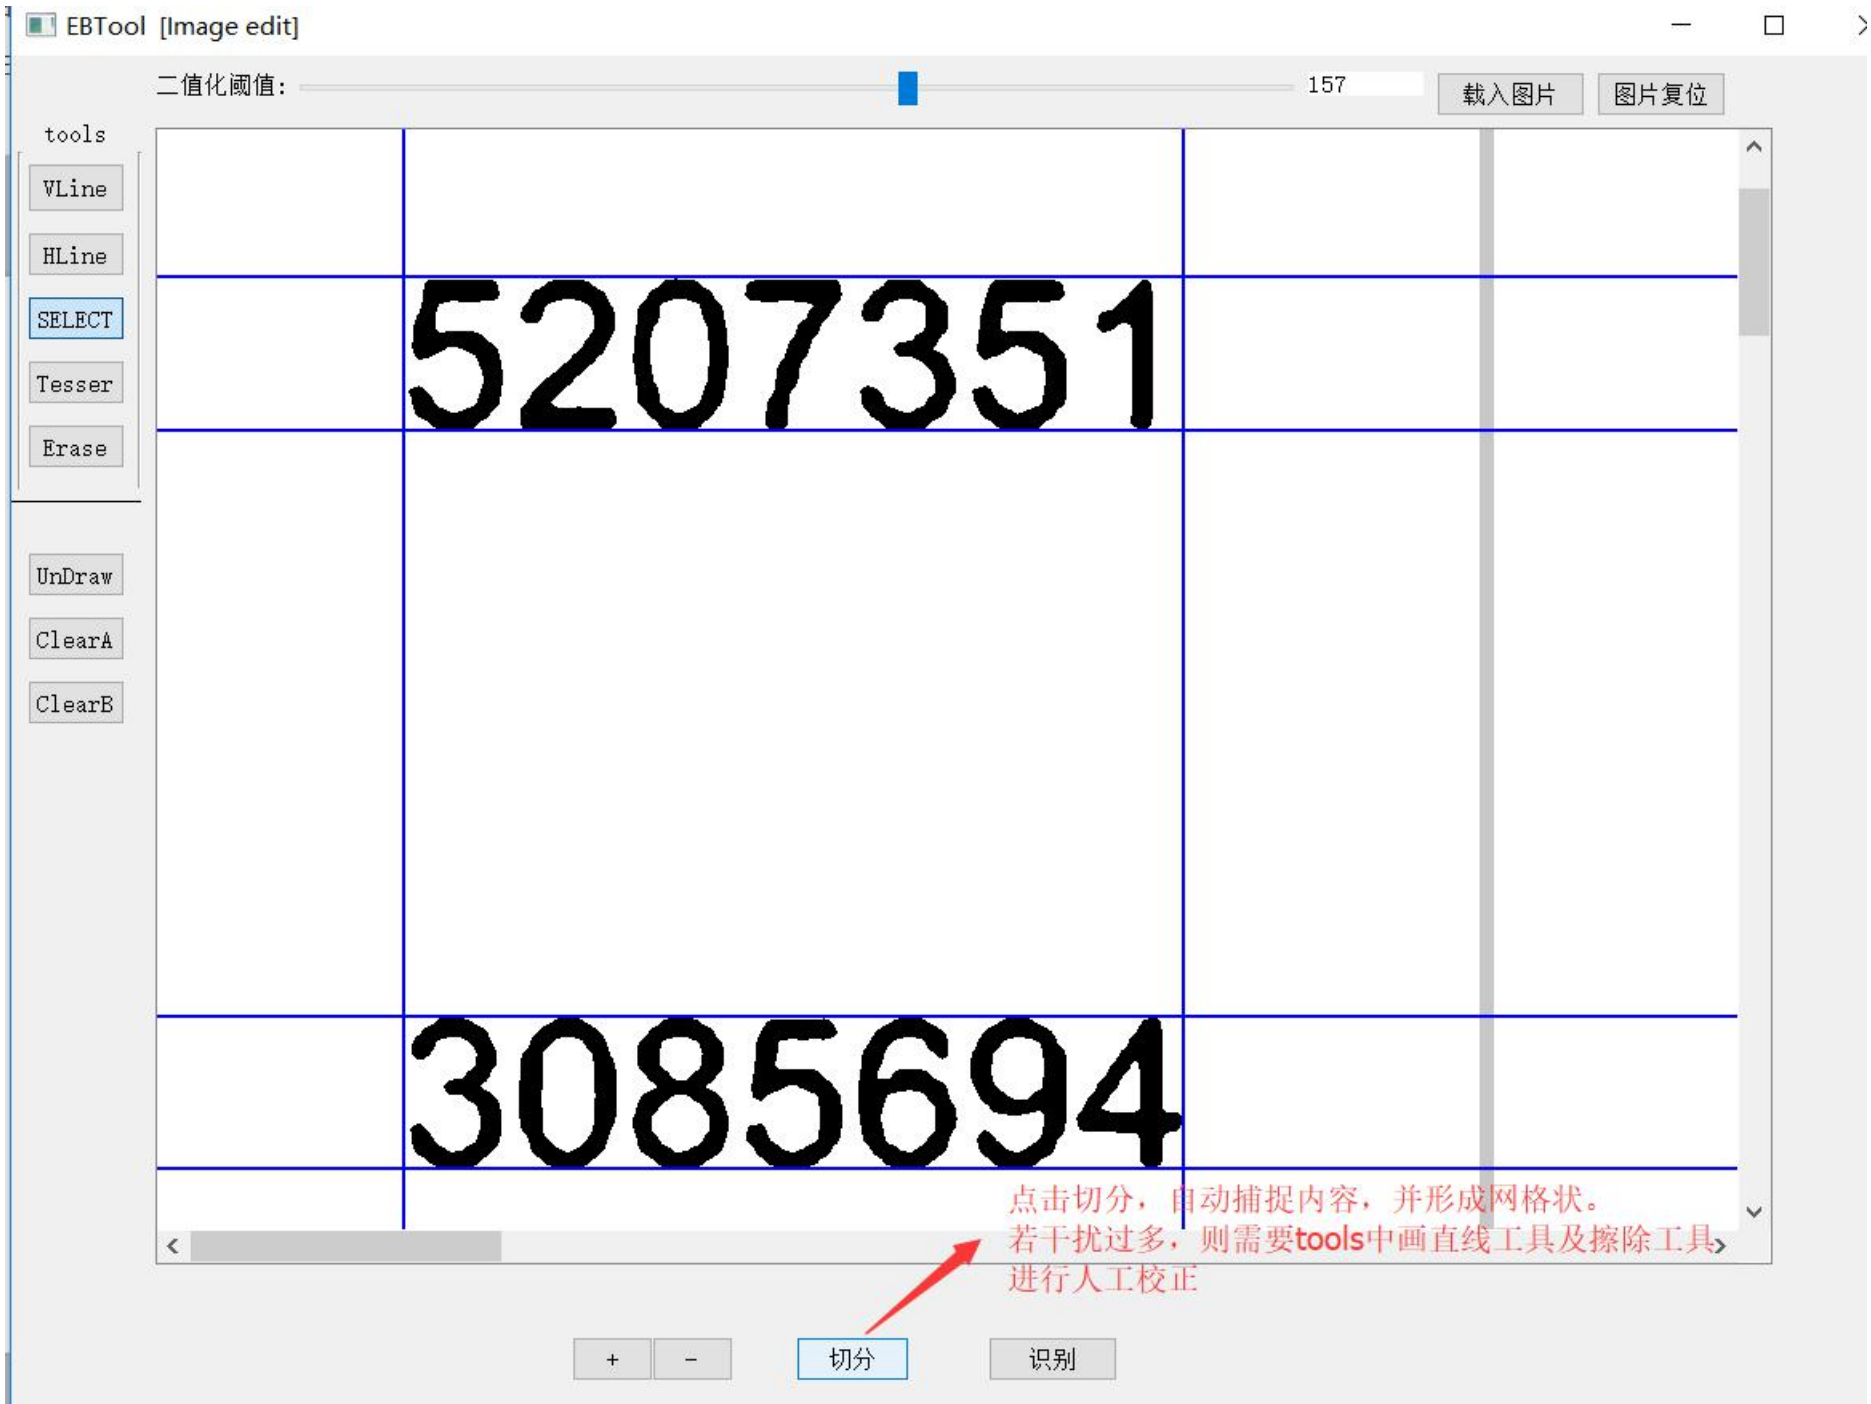 EBTool [Image edit]
二值化阈值:
157
载入图片
图片复位
tools
VLine
HLine
SELECT
Tesser
Erase
UnDraw
ClearA
ClearB
5207351
3085694
点击切分，自动捕捉内容，并形成网格状。
若干扰过多，则需要tools中画直线工具及擦除工具
进行人工校正
+
-
切分
识别